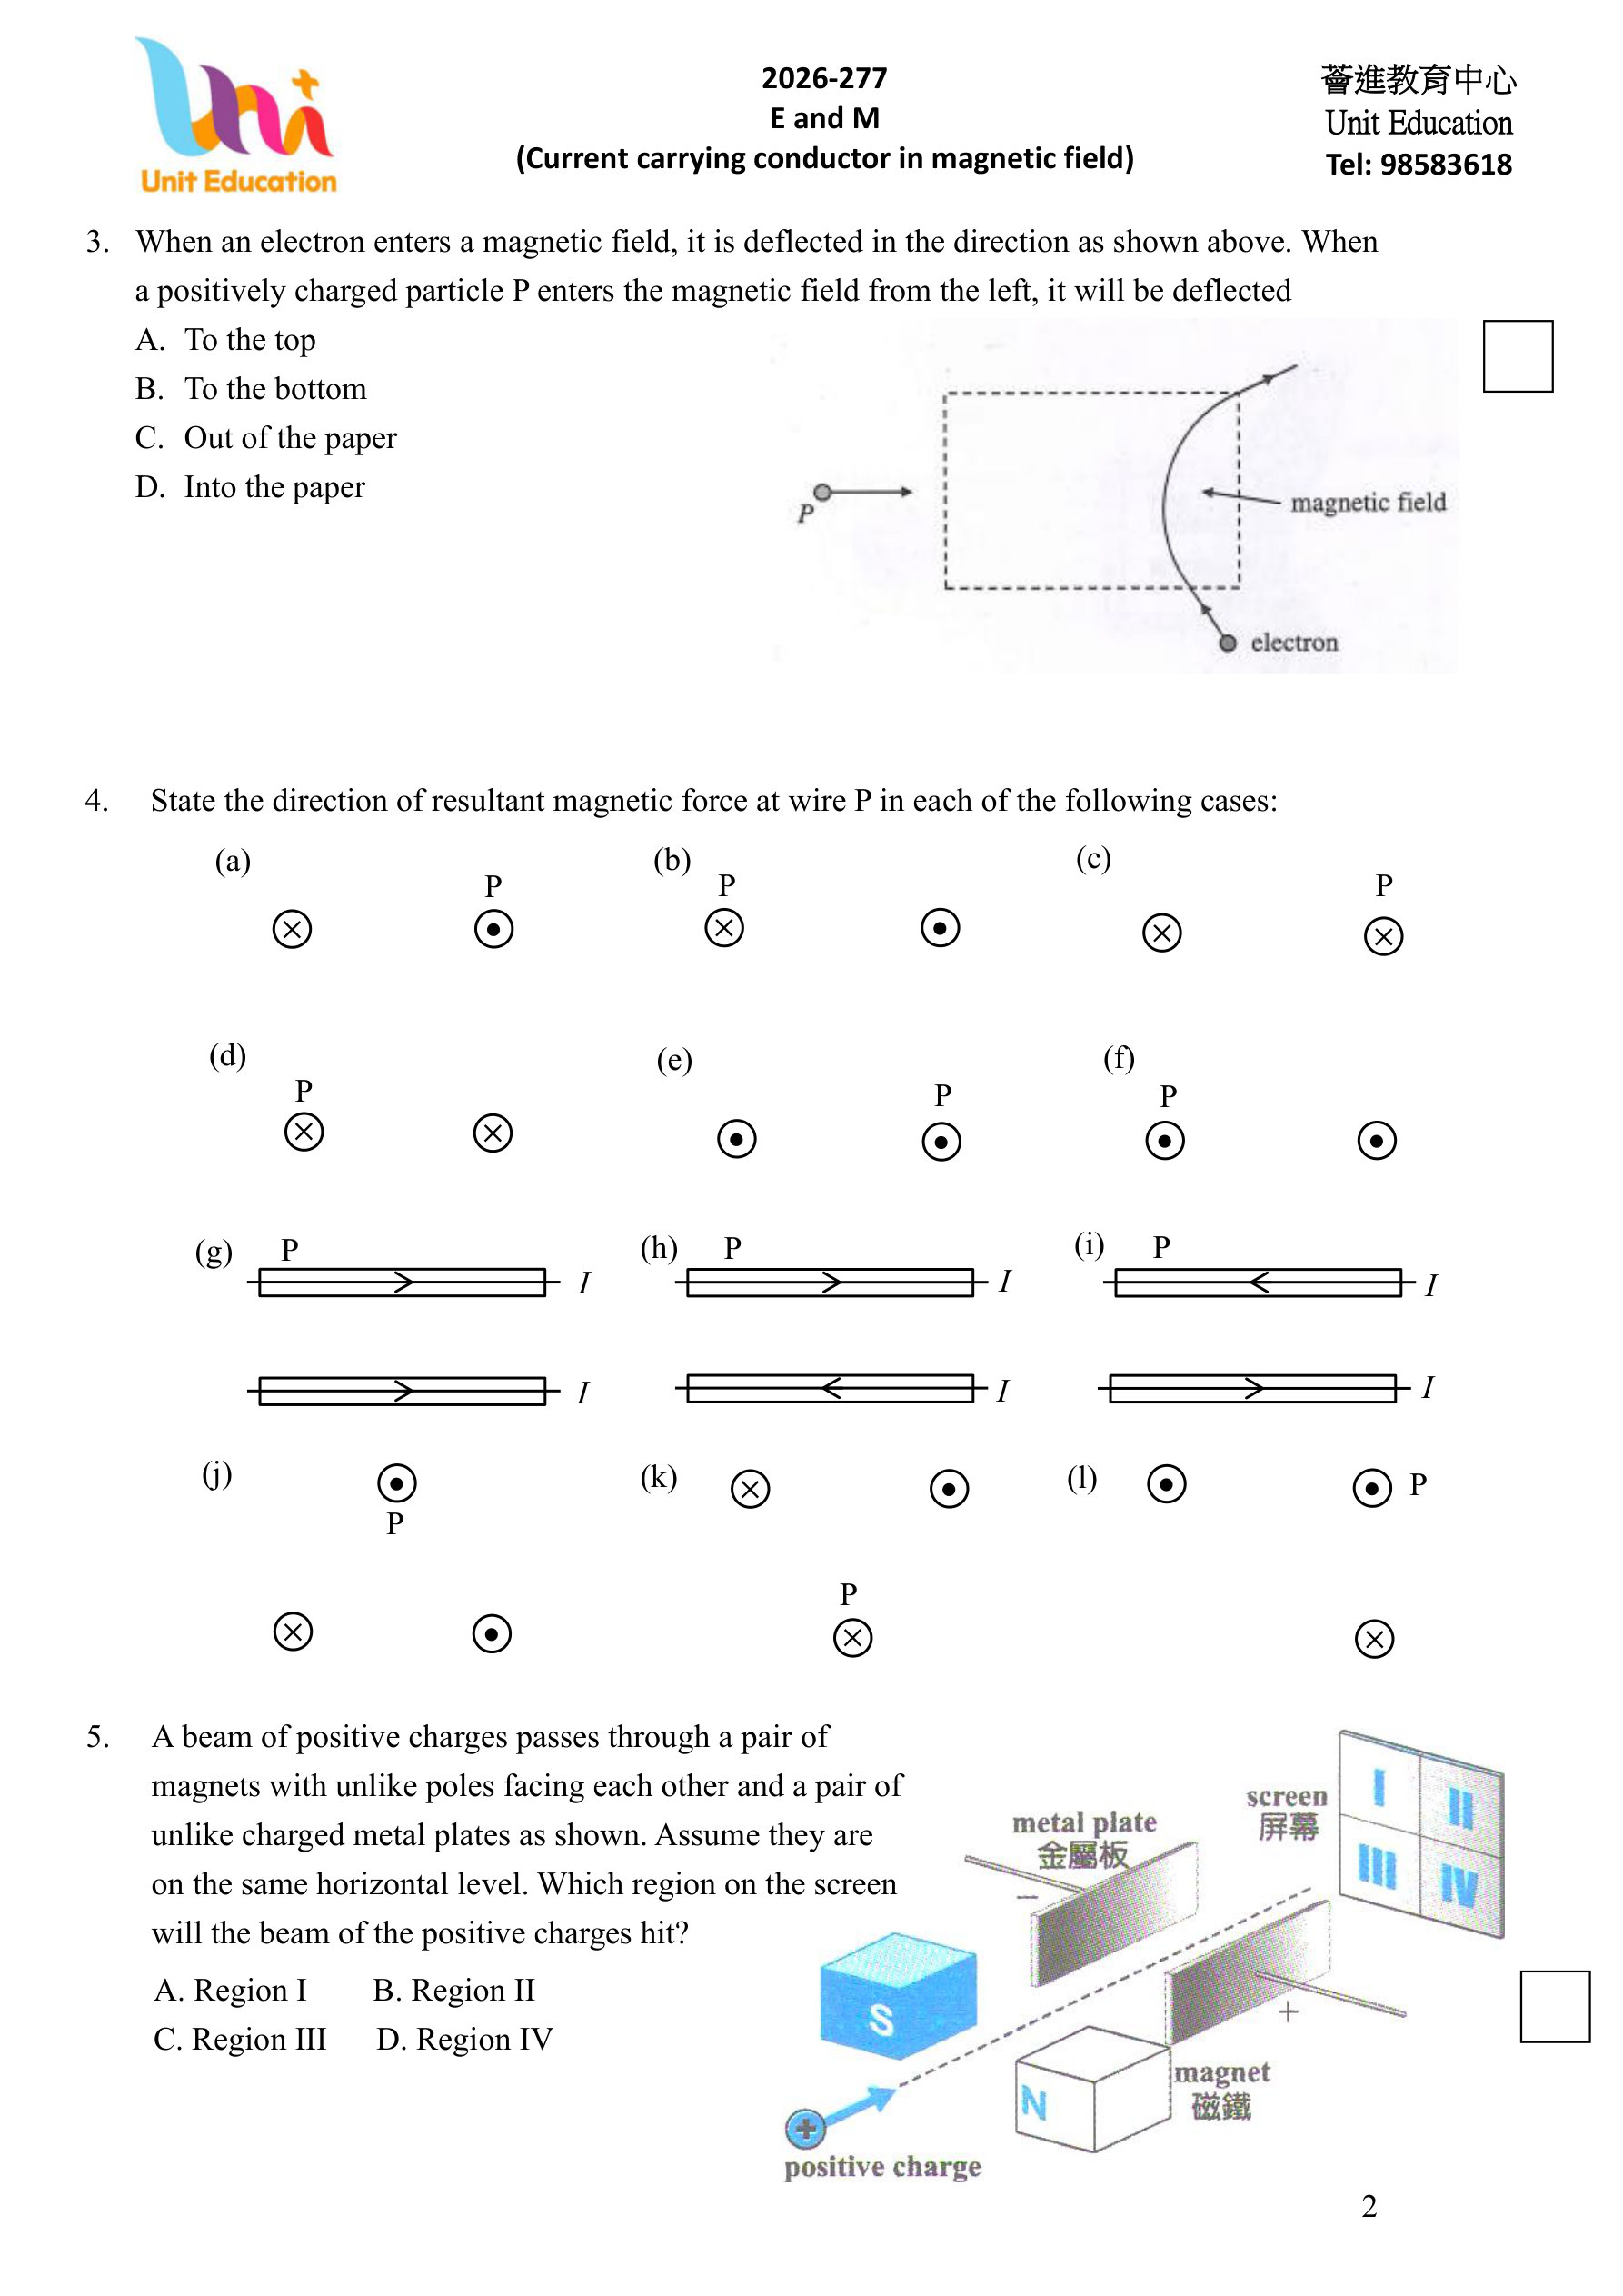 Unit Education
2026-277
E and M
(Current carrying conductor in magnetic field)
薈進教育中心
Unit Education
Tel: 98583618
3. When an electron enters a magnetic field, it is deflected in the direction as shown above. When
a positively charged particle P enters the magnetic field from the left, it will be deflected
A. To the top
B. To the bottom
C. Out of the paper
D. Into the paper
P
magnetic field
electron
4. State the direction of resultant magnetic force at wire P in each of the following cases:
(a) P
(b) P
(c) P
(d) P
(e) P
(f) P
(g) P
I
I
(h) P
I
I
(i) P
I
I
(j) P
(k) P
(l) P
5. A beam of positive charges passes through a pair of
magnets with unlike poles facing each other and a pair of
unlike charged metal plates as shown. Assume they are
on the same horizontal level. Which region on the screen
will the beam of the positive charges hit?
A. Region I B. Region II
C. Region III D. Region IV
metal plate
金屬板
screen
屏幕
I
II
III
IV
−
+
S
N
magnet
磁鐵
+
positive charge
2